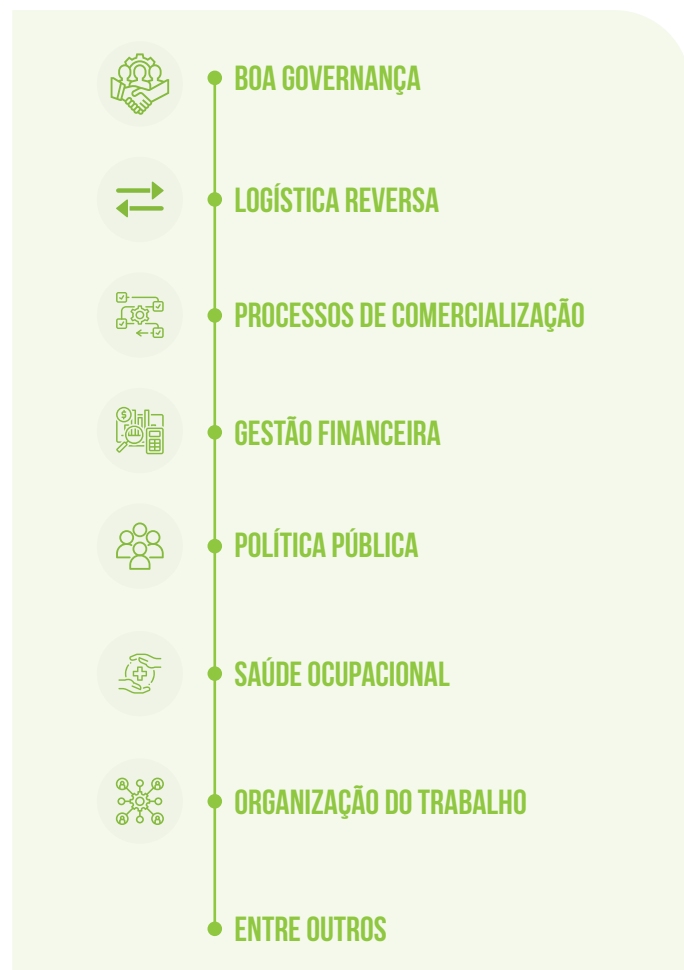 BOA GOVERNANÇA
LOGÍSTICA REVERSA
PROCESSOS DE COMERCIALIZAÇÃO
GESTÃO FINANCEIRA
POLÍTICA PÚBLICA
SAÚDE OCUPACIONAL
ORGANIZAÇÃO DO TRABALHO
ENTRE OUTROS